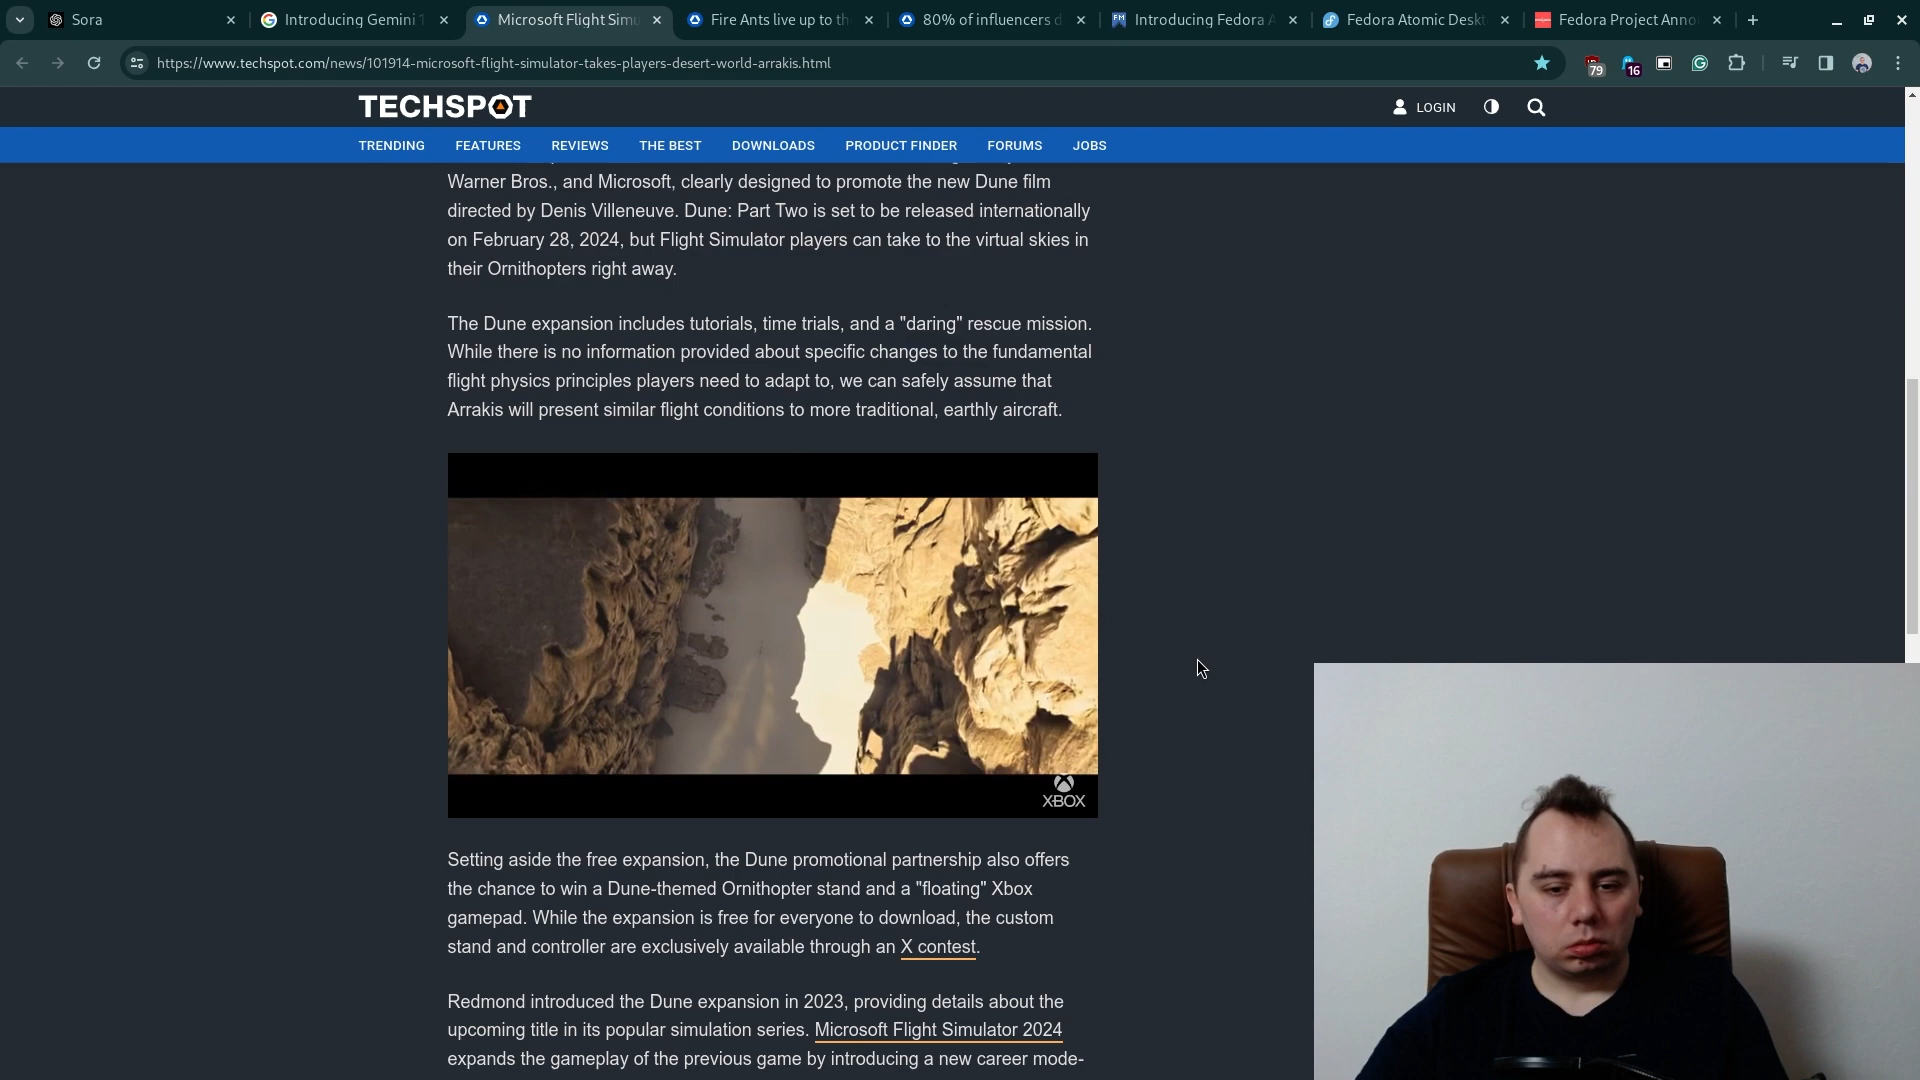 Sora
Introducing Gemini 1
Microsoft Flight Simu
Fire Ants live up to th
80% of influencers d
Introducing Fedora A
Fedora Atomic Deskt
Fedora Project Anno
https://www.techspot.com/news/101914-microsoft-flight-simulator-takes-players-desert-world-arrakis.html
79
16
TECHSPOT
LOGIN
TRENDING FEATURES REVIEWS THE BEST DOWNLOADS PRODUCT FINDER FORUMS JOBS
Warner Bros., and Microsoft, clearly designed to promote the new Dune film
directed by Denis Villeneuve. Dune: Part Two is set to be released internationally
on February 28, 2024, but Flight Simulator players can take to the virtual skies in
their Ornithopters right away.
The Dune expansion includes tutorials, time trials, and a "daring" rescue mission.
While there is no information provided about specific changes to the fundamental
flight physics principles players need to adapt to, we can safely assume that
Arrakis will present similar flight conditions to more traditional, earthly aircraft.
XBOX
Setting aside the free expansion, the Dune promotional partnership also offers
the chance to win a Dune-themed Ornithopter stand and a "floating" Xbox
gamepad. While the expansion is free for everyone to download, the custom
stand and controller are exclusively available through an X contest.
Redmond introduced the Dune expansion in 2023, providing details about the
upcoming title in its popular simulation series. Microsoft Flight Simulator 2024
expands the gameplay of the previous game by introducing a new career mode-